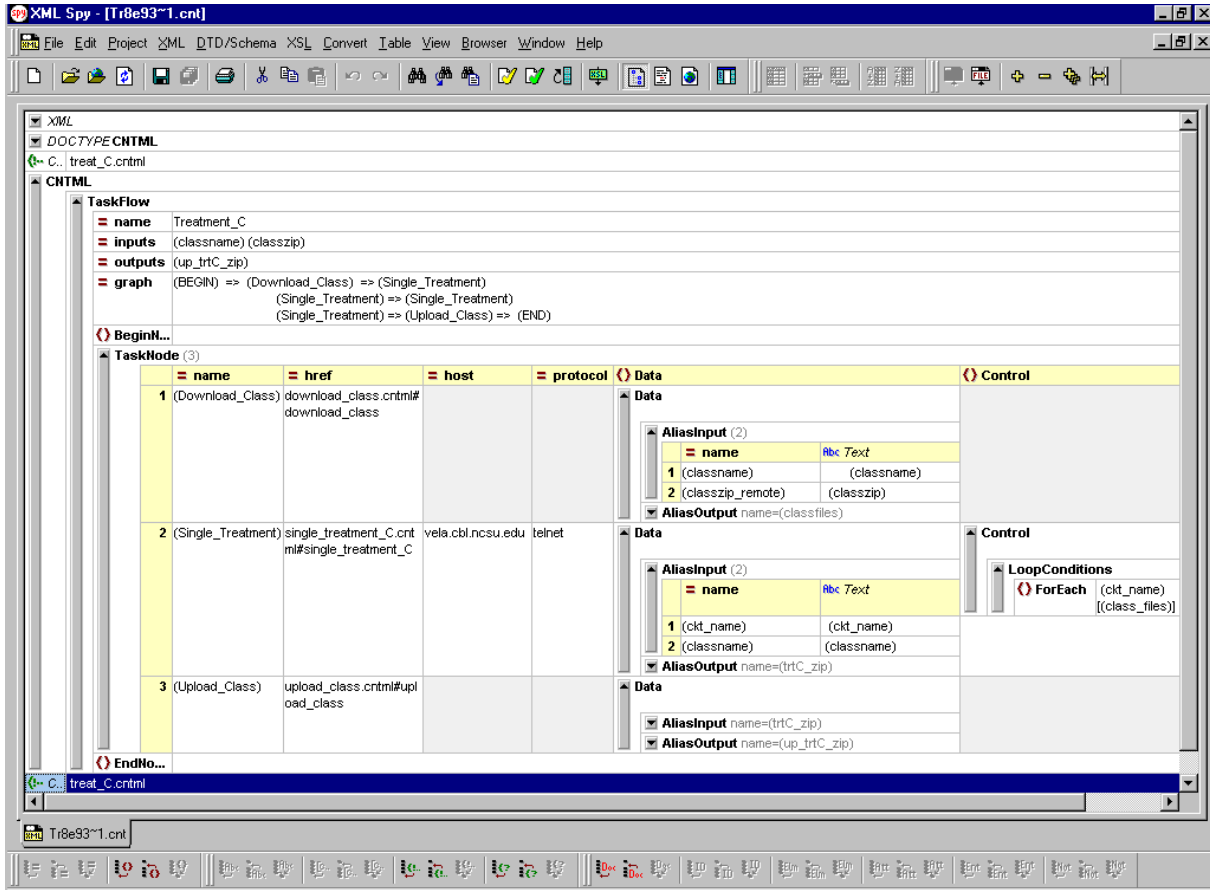 XML Spy - [Tr8e93~1.cnt]
File Edit Project XML DTD/Schema XSL Convert Table View Browser Window Help
XML
DOCTYPE CNTML
C.. treat_C.cntml
CNTML
TaskFlow
= name Treatment_C
= inputs (classname) (classzip)
= outputs (up_trtC_zip)
= graph (BEGIN) => (Download_Class) => (Single_Treatment)
(Single_Treatment) => (Single_Treatment)
(Single_Treatment) => (Upload_Class) => (END)
() BeginN...
TaskNode (3)
= name = href = host = protocol () Data () Control
1 (Download_Class) download_class.cntml# Data
download_class
AliasInput (2)
= name Abc Text
1 (classname) (classname)
2 (classzip_remote) (classzip)
AliasOutput name=(classfiles)
2 (Single_Treatment) single_treatment_C.cnt vela.cbl.ncsu.edu telnet Data Control
ml#single_treatment_C
AliasInput (2) LoopConditions
= name Abc Text () ForEach (ckt_name)
[(class_files)]
1 (ckt_name) (ckt_name)
2 (classname) (classname)
AliasOutput name=(trtC_zip)
3 (Upload_Class) upload_class.cntml#upl Data
oad_class
AliasInput name=(trtC_zip)
AliasOutput name=(up_trtC_zip)
() EndNo...
C.. treat_C.cntml
Tr8e93~1.cnt